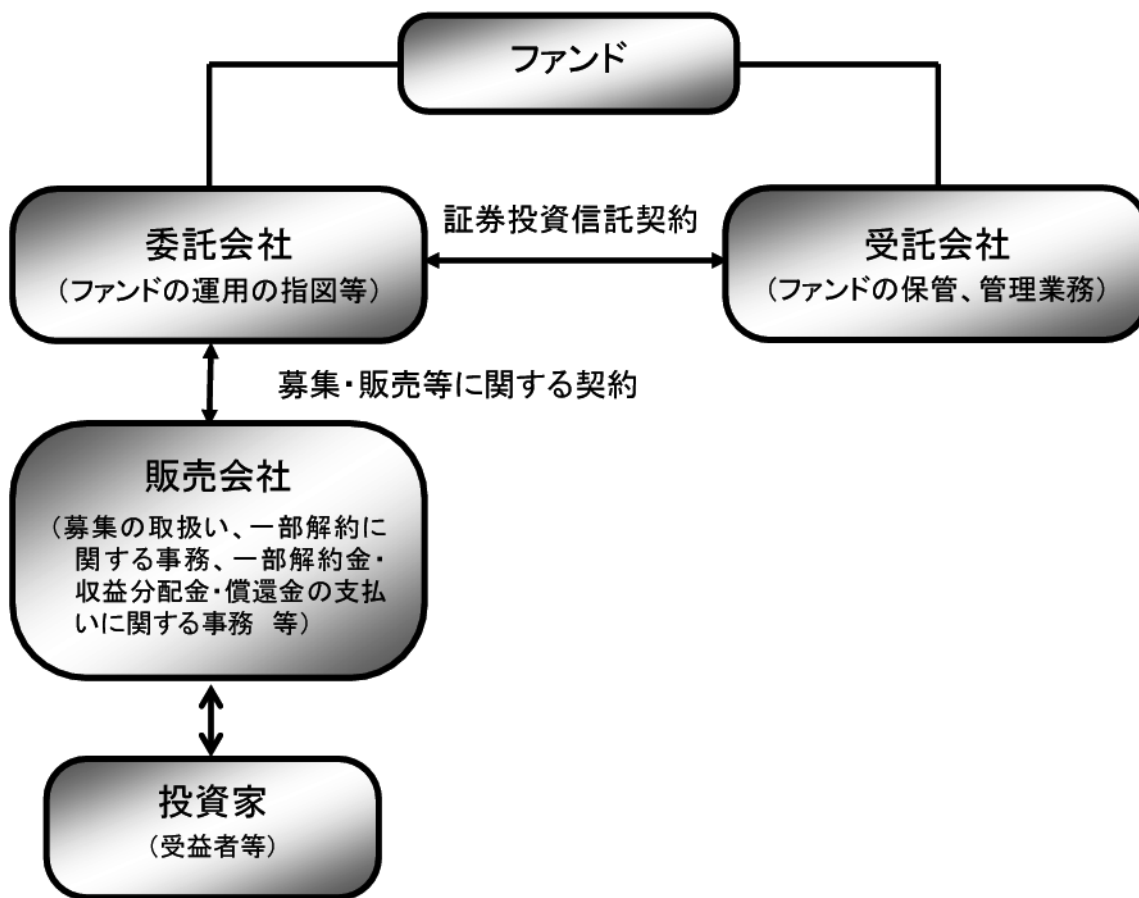 ファンド
証券投資信託契約
委託会社
(ファンドの運用の指図等)
受託会社
(ファンドの保管、管理業務)
募集・販売等に関する契約
販売会社
(募集の取扱い、一部解約に
関する事務、一部解約金・
収益分配金・償還金の支払
いに関する事務 等)
投資家
(受益者等)